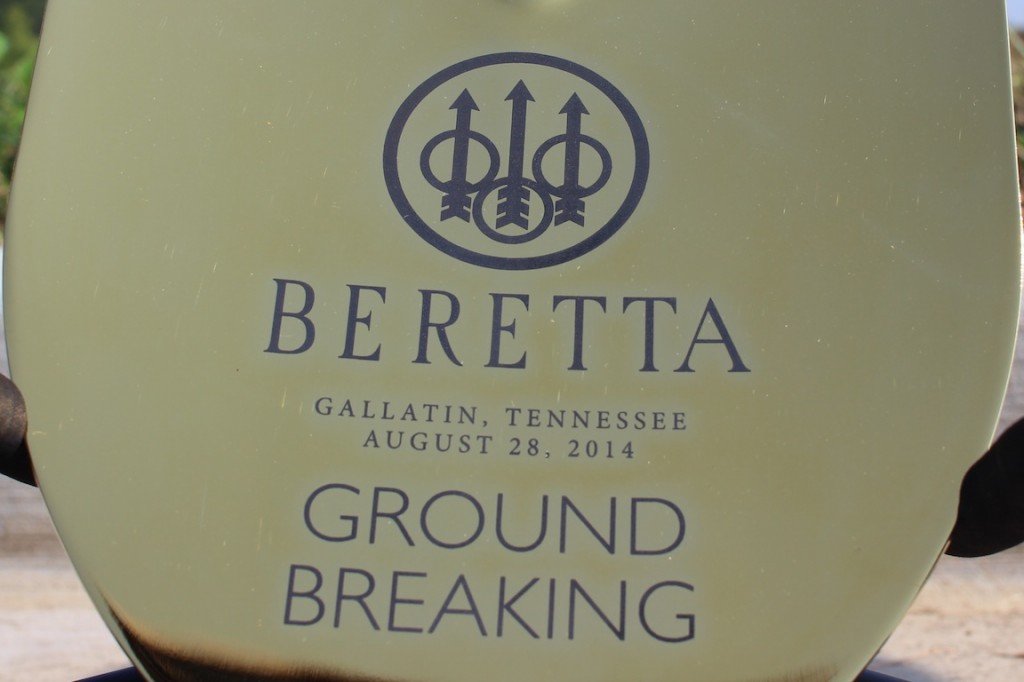 BERETTA
GALLATIN, TENNESSEE
AUGUST 28, 2014
GROUND
BREAKING